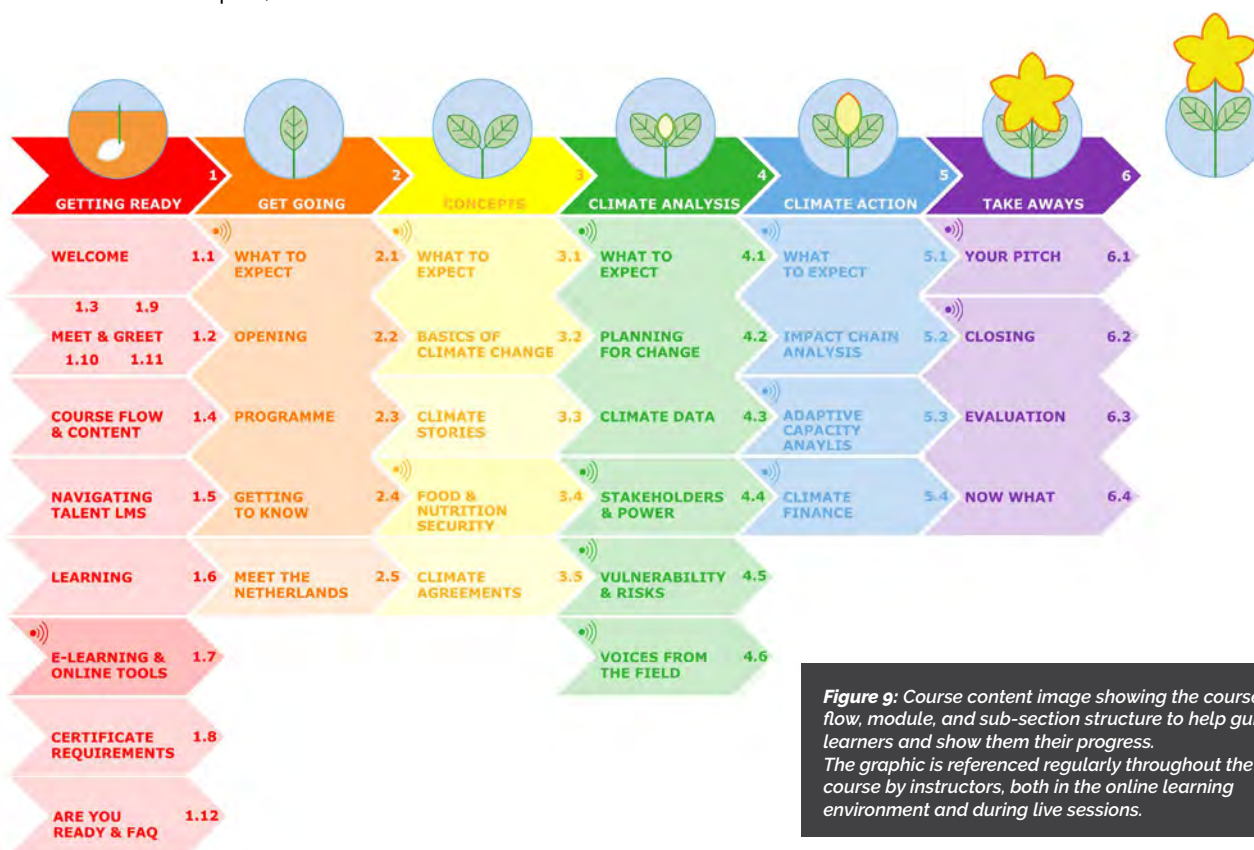 1
GETTING READY
2
GET GOING
3
CONCEPTS
4
CLIMATE ANALYSIS
5
CLIMATE ACTION
6
TAKE AWAYS
WELCOME 1.1
1.3 1.9
MEET & GREET 1.2
1.10 1.11
COURSE FLOW 1.4
& CONTENT
NAVIGATING 1.5
TALENT LMS
LEARNING 1.6
E-LEARNING & 1.7
ONLINE TOOLS
CERTIFICATE 1.8
REQUIREMENTS
ARE YOU 1.12
READY & FAQ
WHAT TO 2.1
EXPECT
OPENING 2.2
PROGRAMME 2.3
GETTING 2.4
TO KNOW
MEET THE 2.5
NETHERLANDS
WHAT TO 3.1
EXPECT
BASICS OF 3.2
CLIMATE CHANGE
CLIMATE 3.3
STORIES
FOOD & 3.4
NUTRITION
SECURITY
CLIMATE 3.5
AGREEMENTS
WHAT TO 4.1
EXPECT
PLANNING 4.2
FOR CHANGE
CLIMATE DATA 4.3
STAKEHOLDERS 4.4
& POWER
VULNERABILITY 4.5
& RISKS
VOICES FROM 4.6
THE FIELD
WHAT 5.1
TO EXPECT
IMPACT CHAIN 5.2
ANALYSIS
ADAPTIVE 5.3
CAPACITY
ANAYLIS
CLIMATE 5.4
FINANCE
YOUR PITCH 6.1
CLOSING 6.2
EVALUATION 6.3
NOW WHAT 6.4
Figure 9: Course content image showing the course
flow, module, and sub-section structure to help
learners and show them their progress.
The graphic is referenced regularly throughout the
course by instructors, both in the online learning
environment and during live sessions.